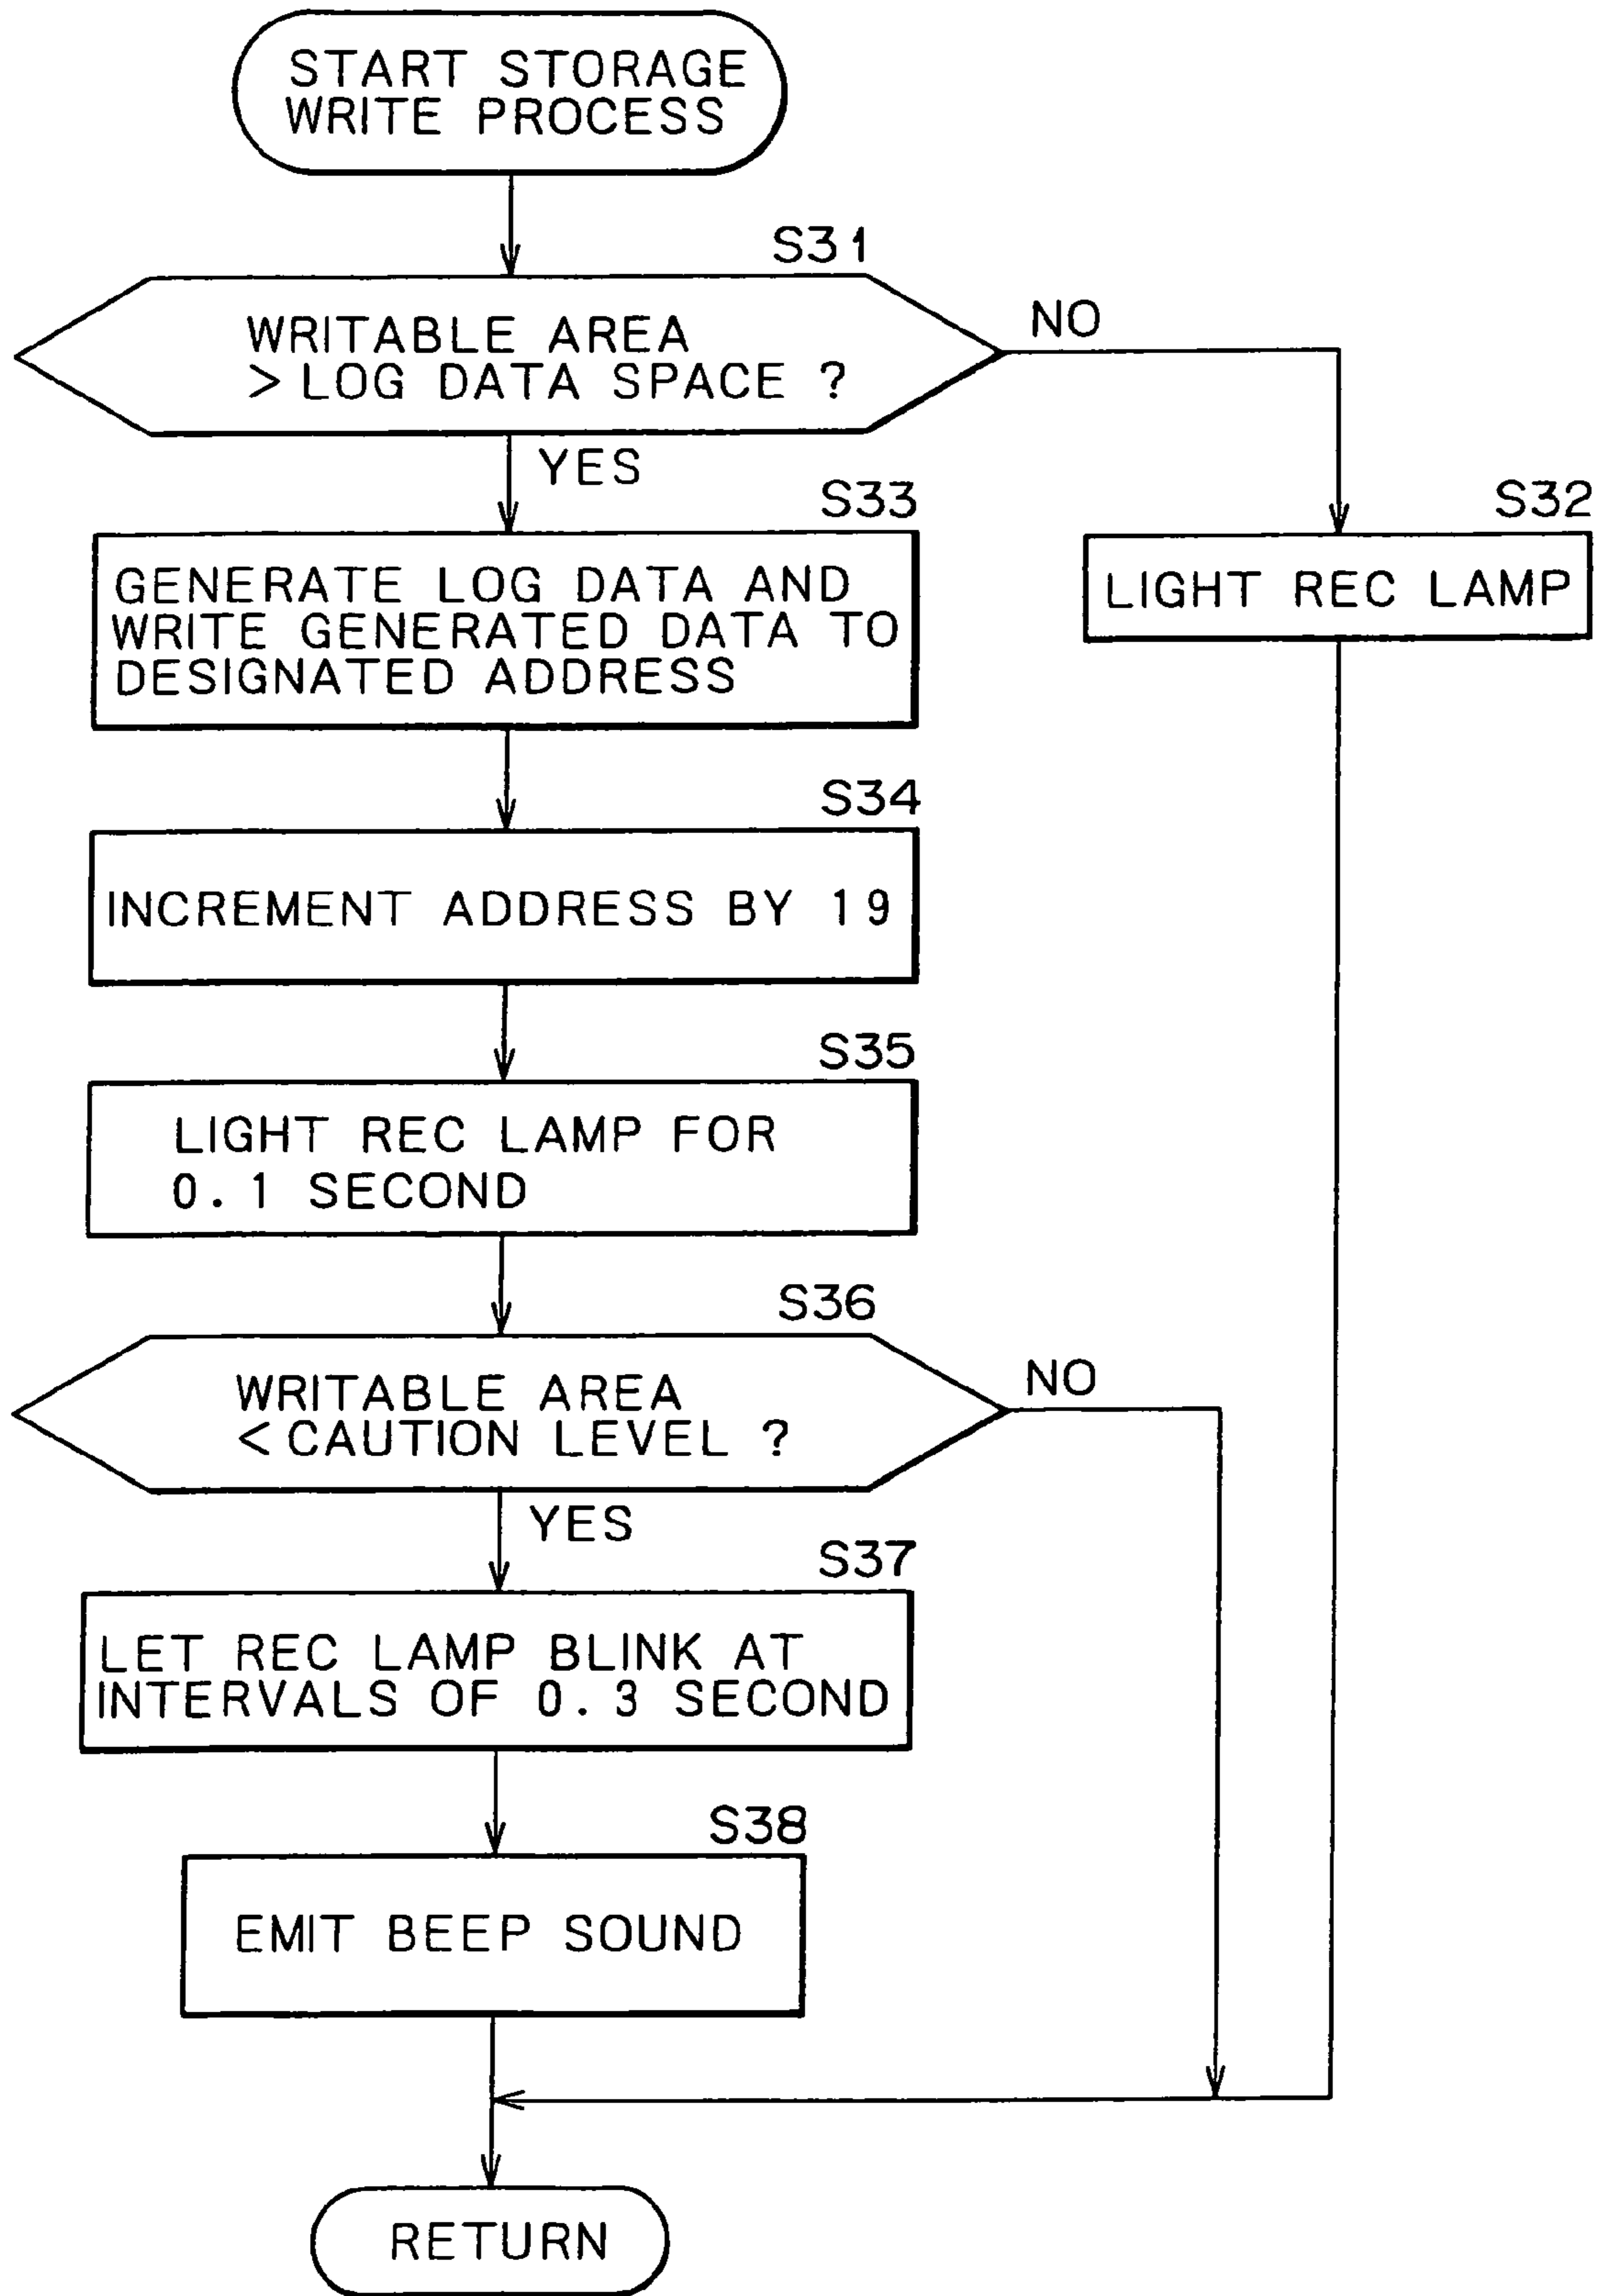 START STORAGE
WRITE PROCESS
S31
WRITABLE AREA
> LOG DATA SPACE ?
NO
YES
S33
GENERATE LOG DATA AND
WRITE GENERATED DATA TO
DESIGNATED ADDRESS
S32
LIGHT REC LAMP
S34
INCREMENT ADDRESS BY 19
S35
LIGHT REC LAMP FOR
0.1 SECOND
S36
WRITABLE AREA
< CAUTION LEVEL ?
NO
YES
S37
LET REC LAMP BLINK AT
INTERVALS OF 0.3 SECOND
S38
EMIT BEEP SOUND
RETURN